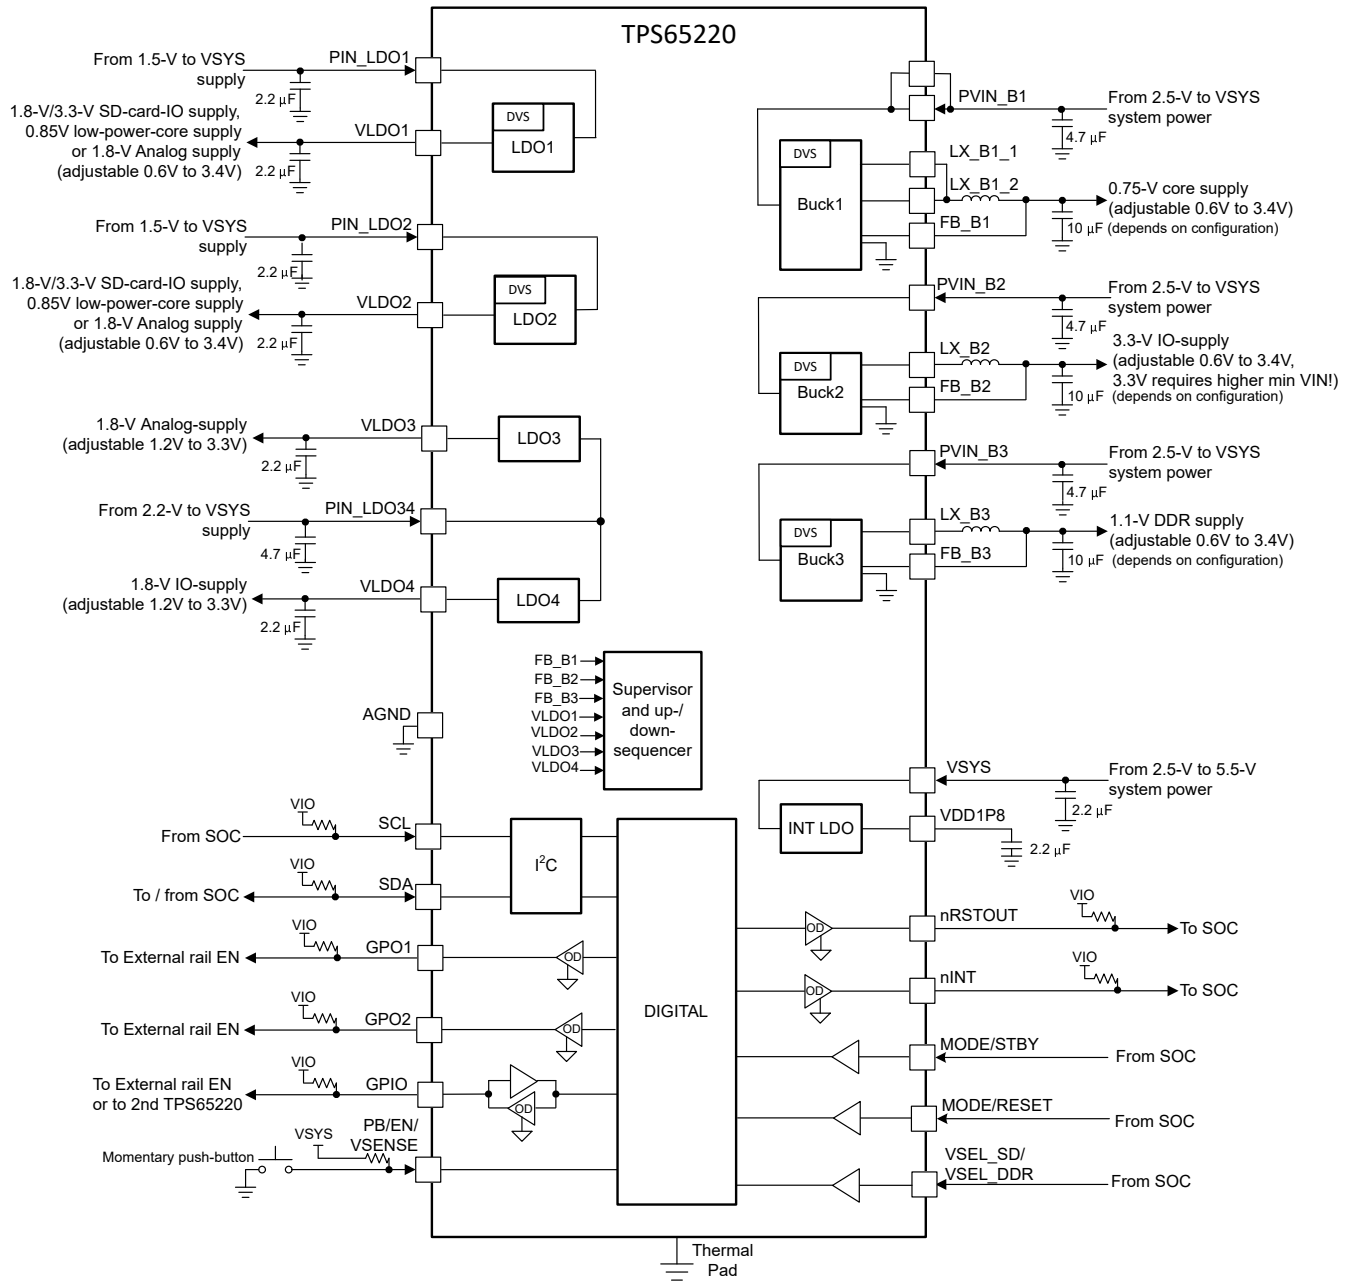 TPS65220
From 1.5-V to VSYS
supply
PIN_LDO1
2.2 µF
1.8-V/3.3-V SD-card-IO supply,
0.85V low-power-core supply
or 1.8-V Analog supply
(adjustable 0.6V to 3.4V)
VLDO1
2.2 µF
DVS
LDO1
From 1.5-V to VSYS
supply
PIN_LDO2
2.2 µF
1.8-V/3.3-V SD-card-IO supply,
0.85V low-power-core supply
or 1.8-V Analog supply
(adjustable 0.6V to 3.4V)
VLDO2
2.2 µF
DVS
LDO2
1.8-V Analog-supply
(adjustable 1.2V to 3.3V)
VLDO3
2.2 µF
LDO3
From 2.2-V to VSYS
supply
PIN_LDO34
4.7 µF
1.8-V IO-supply
(adjustable 1.2V to 3.3V)
VLDO4
2.2 µF
LDO4
PVIN_B1
From 2.5-V to VSYS
system power
4.7 µF
DVS
Buck1
LX_B1_1
LX_B1_2
FB_B1
0.75-V core supply
(adjustable 0.6V to 3.4V)
10 µF (depends on configuration)
PVIN_B2
From 2.5-V to VSYS
system power
4.7 µF
DVS
Buck2
LX_B2
FB_B2
3.3-V IO-supply
(adjustable 0.6V to 3.4V,
3.3V requires higher min VIN!)
10 µF (depends on configuration)
PVIN_B3
From 2.5-V to VSYS
system power
4.7 µF
DVS
Buck3
LX_B3
FB_B3
1.1-V DDR supply
(adjustable 0.6V to 3.4V)
10 µF (depends on configuration)
FB_B1
FB_B2
FB_B3
VLDO1
VLDO2
VLDO3
VLDO4
Supervisor
and up-/
down-
sequencer
AGND
VSYS
From 2.5-V to 5.5-V
system power
2.2 µF
INT LDO
VDD1P8
2.2 µF
From SOC
VIO
SCL
I2C
To / from SOC
VIO
SDA
To External rail EN
VIO
GPO1
OD
To External rail EN
VIO
GPO2
OD
To External rail EN
or to 2nd TPS65220
VIO
GPIO
OD
Momentary push-button
VSYS
PB/EN/
VSENSE
DIGITAL
OD
nRSTOUT
VIO
To SOC
OD
nINT
VIO
To SOC
MODE/STBY
From SOC
MODE/RESET
From SOC
VSEL_SD/
VSEL_DDR
From SOC
Thermal
Pad